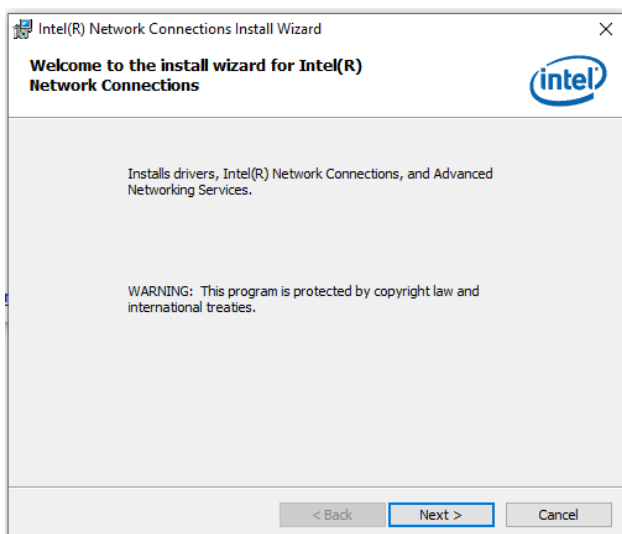 Intel(R) Network Connections Install Wizard
Welcome to the install wizard for Intel(R)
Network Connections
intel
Installs drivers, Intel(R) Network Connections, and Advanced
Networking Services.
WARNING: This program is protected by copyright law and
international treaties.
< Back
Next >
Cancel